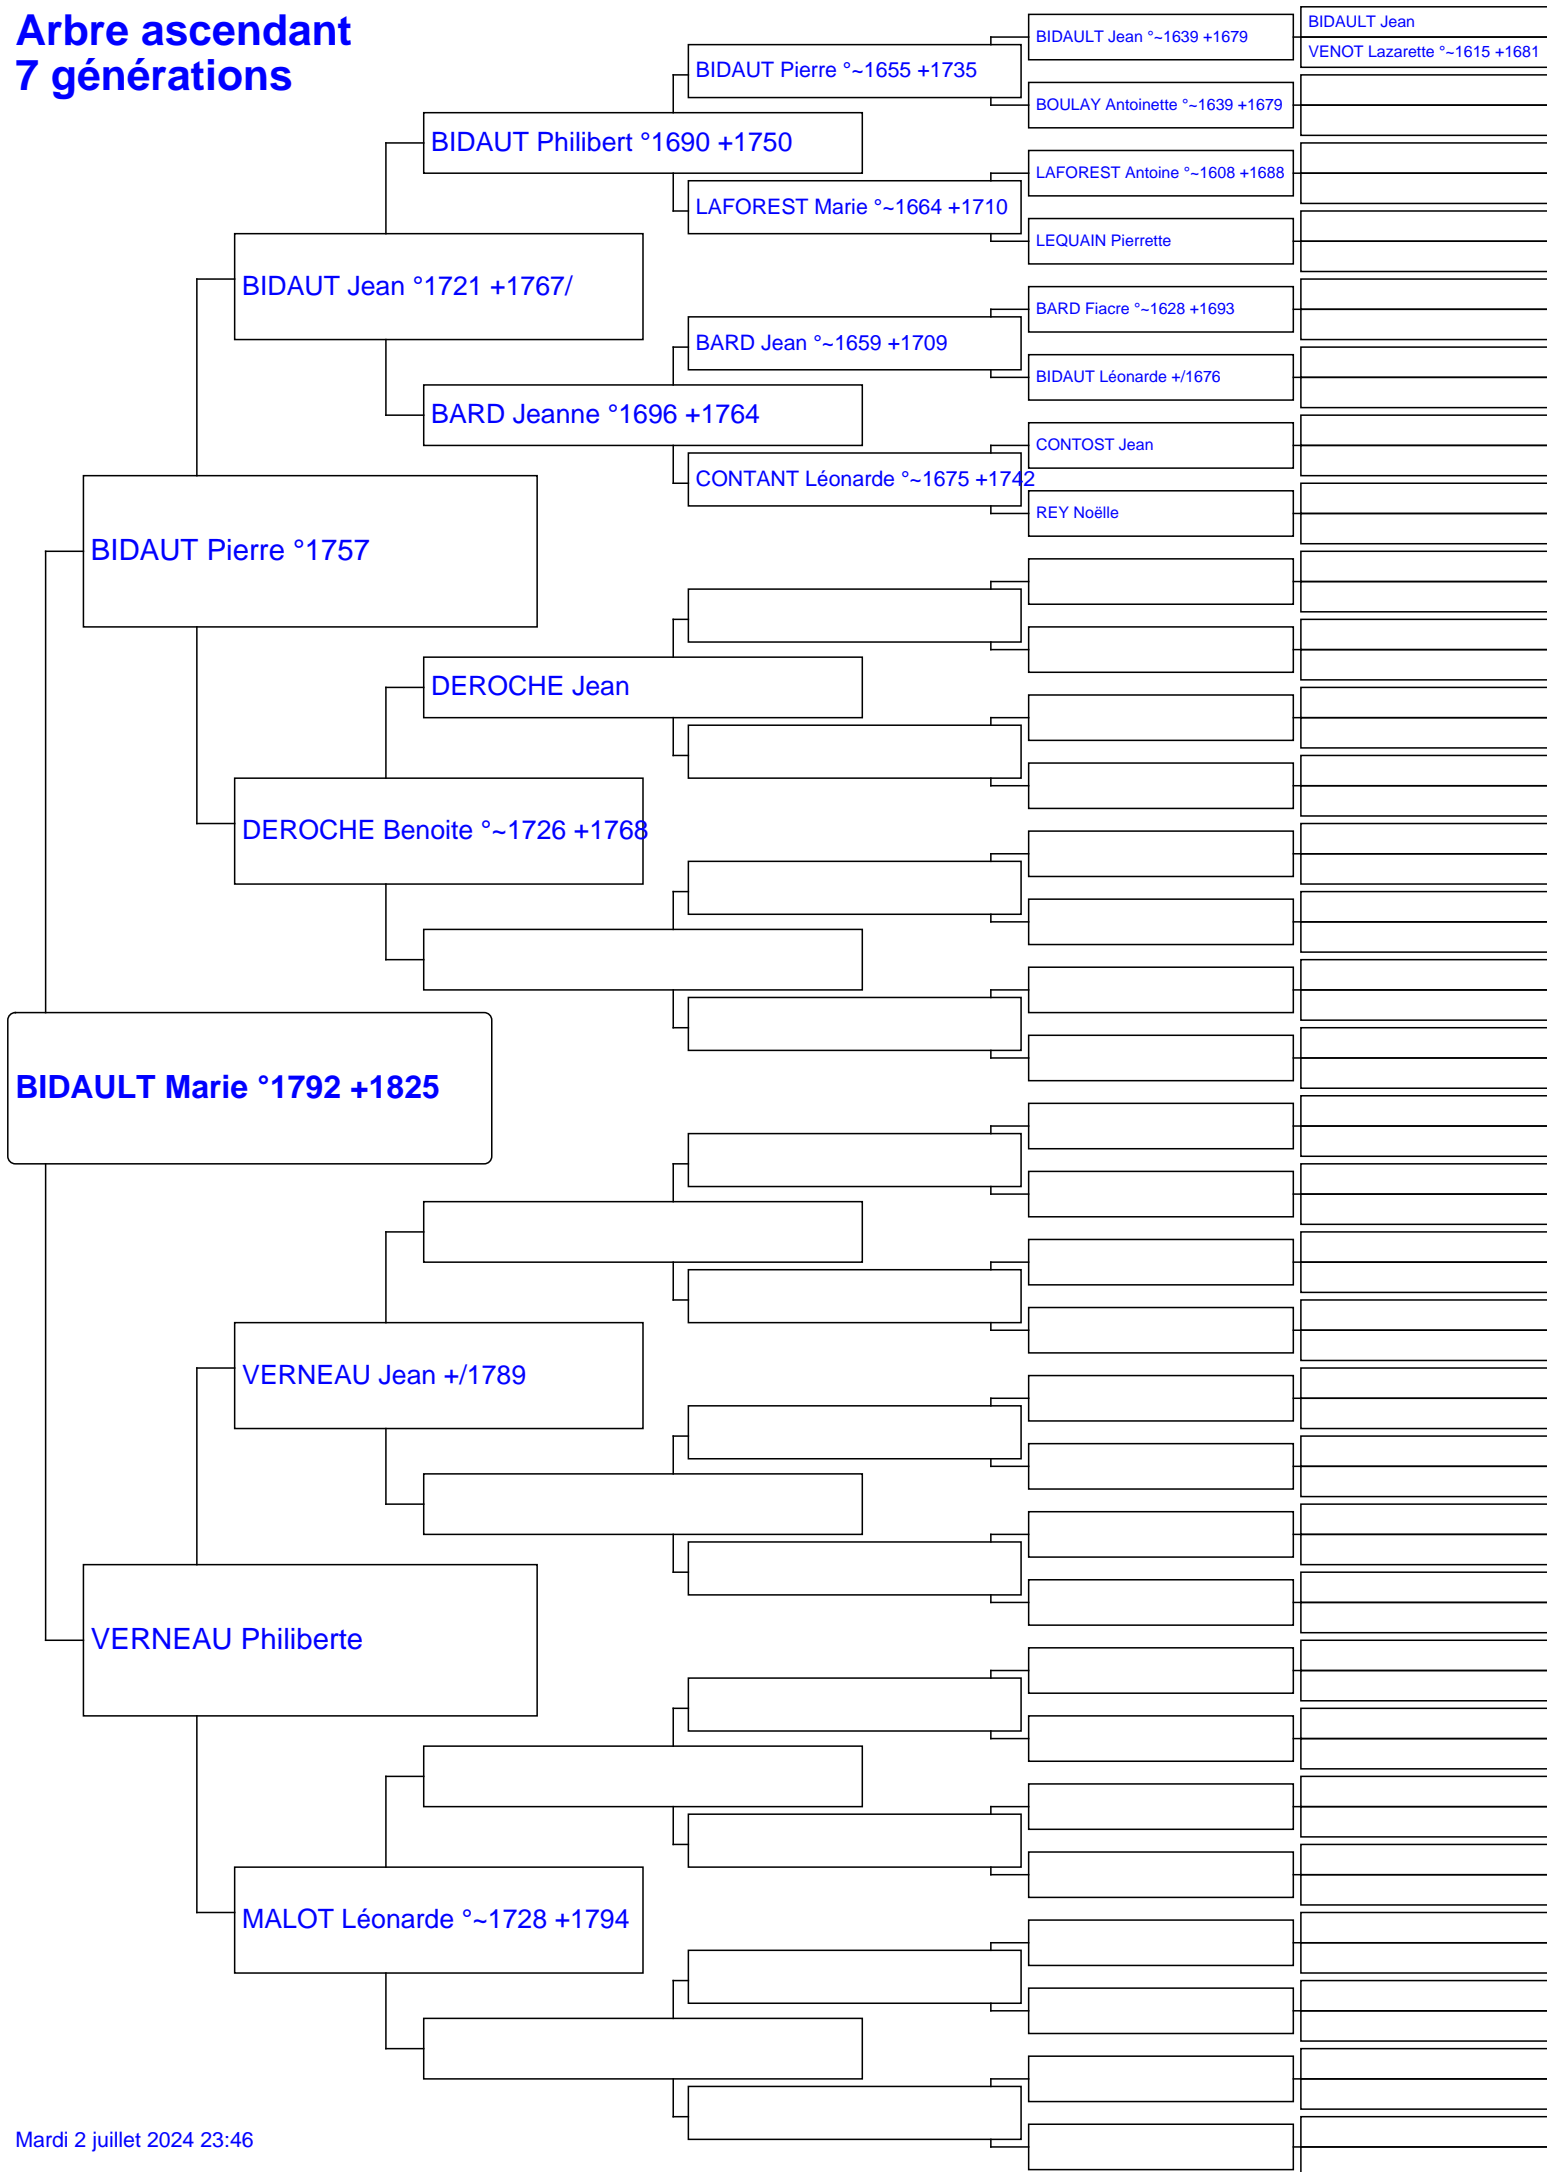 Arbre ascendant
7 générations
BIDAULT Jean
VENOT Lazarette °~1615 +1681
BIDAULT Jean °~1639 +1679
BIDAUT Pierre °~1655 +1735
BOULAY Antoinette °~1639 +1679
BIDAUT Philibert °1690 +1750
LAFOREST Antoine °~1608 +1688
LAFOREST Marie °~1664 +1710
LEQUAIN Pierrette
BIDAUT Jean °1721 +1767/
BARD Fiacre °~1628 +1693
BARD Jean °~1659 +1709
BIDAUT Léonarde +/1676
BARD Jeanne °1696 +1764
CONTOST Jean
CONTANT Léonarde °~1675 +1742
REY Noëlle
BIDAUT Pierre °1757
DEROCHE Jean
DEROCHE Benoite °~1726 +1768
BIDAULT Marie °1792 +1825
VERNEAU Jean +/1789
VERNEAU Philiberte
MALOT Léonarde °~1728 +1794
Mardi 2 juillet 2024 23:46